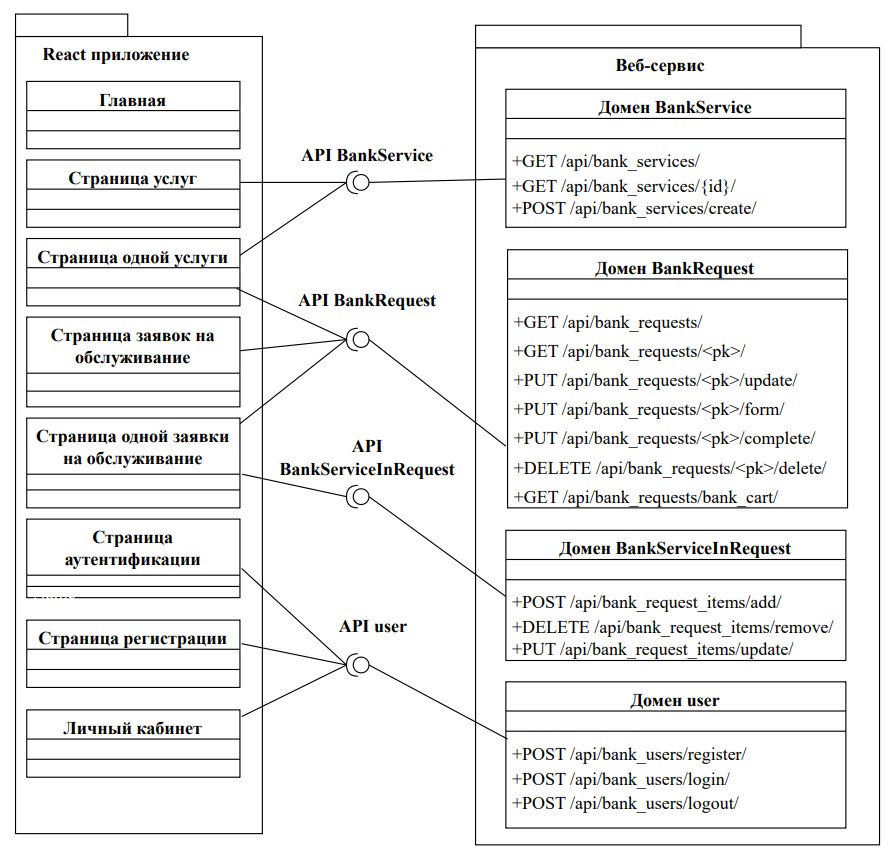 React приложение
Главная
Страница услуг
Страница одной услуги
Страница заявок на
обслуживание
Страница одной заявки
на обслуживание
Страница
аутентификации
Страница регистрации
Личный кабинет
API BankService
API BankRequest
API
BankServiceInRequest
API user
Веб-сервис
Домен BankService
+GET /api/bank_services/
+GET /api/bank_services/{id}/
+POST /api/bank_services/create/
Домен BankRequest
+GET /api/bank_requests/
+GET /api/bank_requests/<pk>/
+PUT /api/bank_requests/<pk>/update/
+PUT /api/bank_requests/<pk>/form/
+PUT /api/bank_requests/<pk>/complete/
+DELETE /api/bank_requests/<pk>/delete/
+GET /api/bank_requests/bank_cart/
Домен BankServiceInRequest
+POST /api/bank_request_items/add/
+DELETE /api/bank_request_items/remove/
+PUT /api/bank_request_items/update/
Домен user
+POST /api/bank_users/register/
+POST /api/bank_users/login/
+POST /api/bank_users/logout/